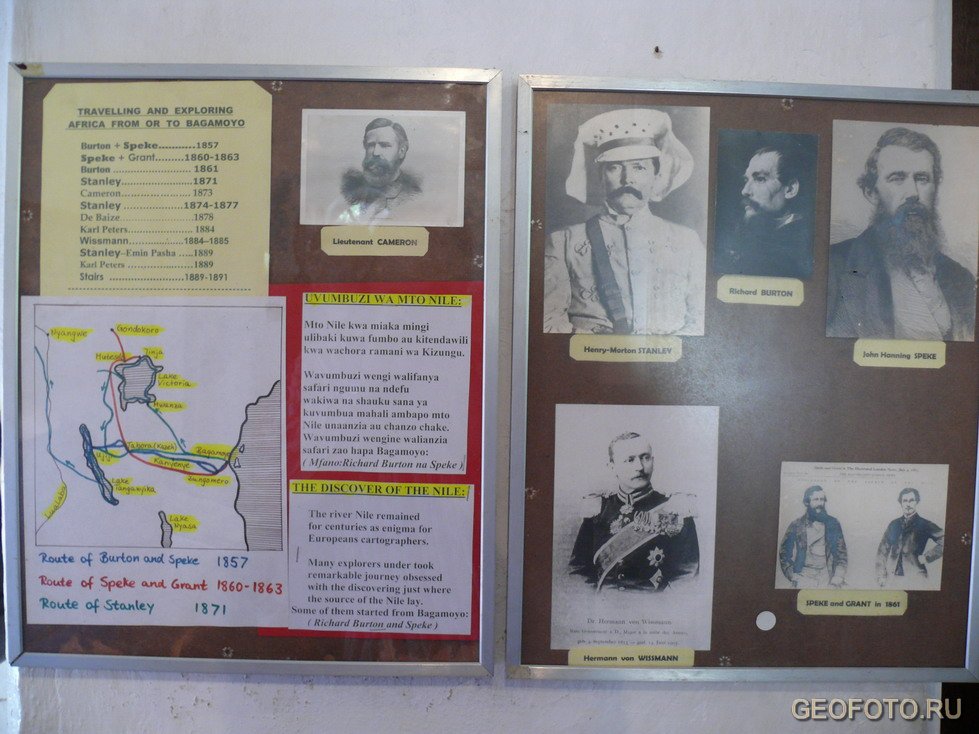 TRAVELLING AND EXPLORING
AFRICA FROM OR TO BAGAMOYO
Burton + Speke..........1857
Speke + Grant.........1860-1863
Burton ........................ 1861
Stanley.......................1871
Cameron.......................1873
Stanley ..................1874-1877
De Baize ........................ 1878
Karl Peters.................... 1884
Wissmann...............1884-1885
Stanley-Emin Pasha .....1889
Karl Peters ....................1889
Stairs .......................1889-1891
Lieutenant CAMERON
Nyangwe
Gondokoro
Jinja
Lake
Victoria
Muranza
Tabora (Kazeh)
Ujiji
Kanyenye
Bagamoyo
Lake
Tanganyika
Lualaba
Lake
Nyasa
Route of Burton and Speke 1857
Route of Speke and Grant 1860-1863
Route of Stanley 1871
UVUMBUZI WA MTO NILE:
Mto Nile kwa miaka mingi
ulibaki kuwa fumbo au kitendawili
kwa wachora ramani wa Kizungu.
Wavumbuzi wengi walifanya
safari ngumu na ndefu
wakiwa na shauku sana ya
kuvumbua mahali ambapo mto
Nile unaanzia au chanzo chake.
Wavumbuzi wengine walianzia
safari zao hapa Bagamoyo:
( Mfano:Richard Burton na Speke )
THE DISCOVER OF THE NILE:
The river Nile remained
for centuries as enigma for
Europeans cartographers.
Many explorers under took
remarkable journey obsessed
with the discovering just where
the source of the Nile lay.
Some of them started from Bagamoyo:
( Richard Burton and Speke )
Henry-Morton STANLEY
Richard BURTON
John Hanning SPEKE
Dr. Hermann von Wissmann
Hermann von WISSMANN
SPEKE and GRANT in 1861
GEOFOTO.RU